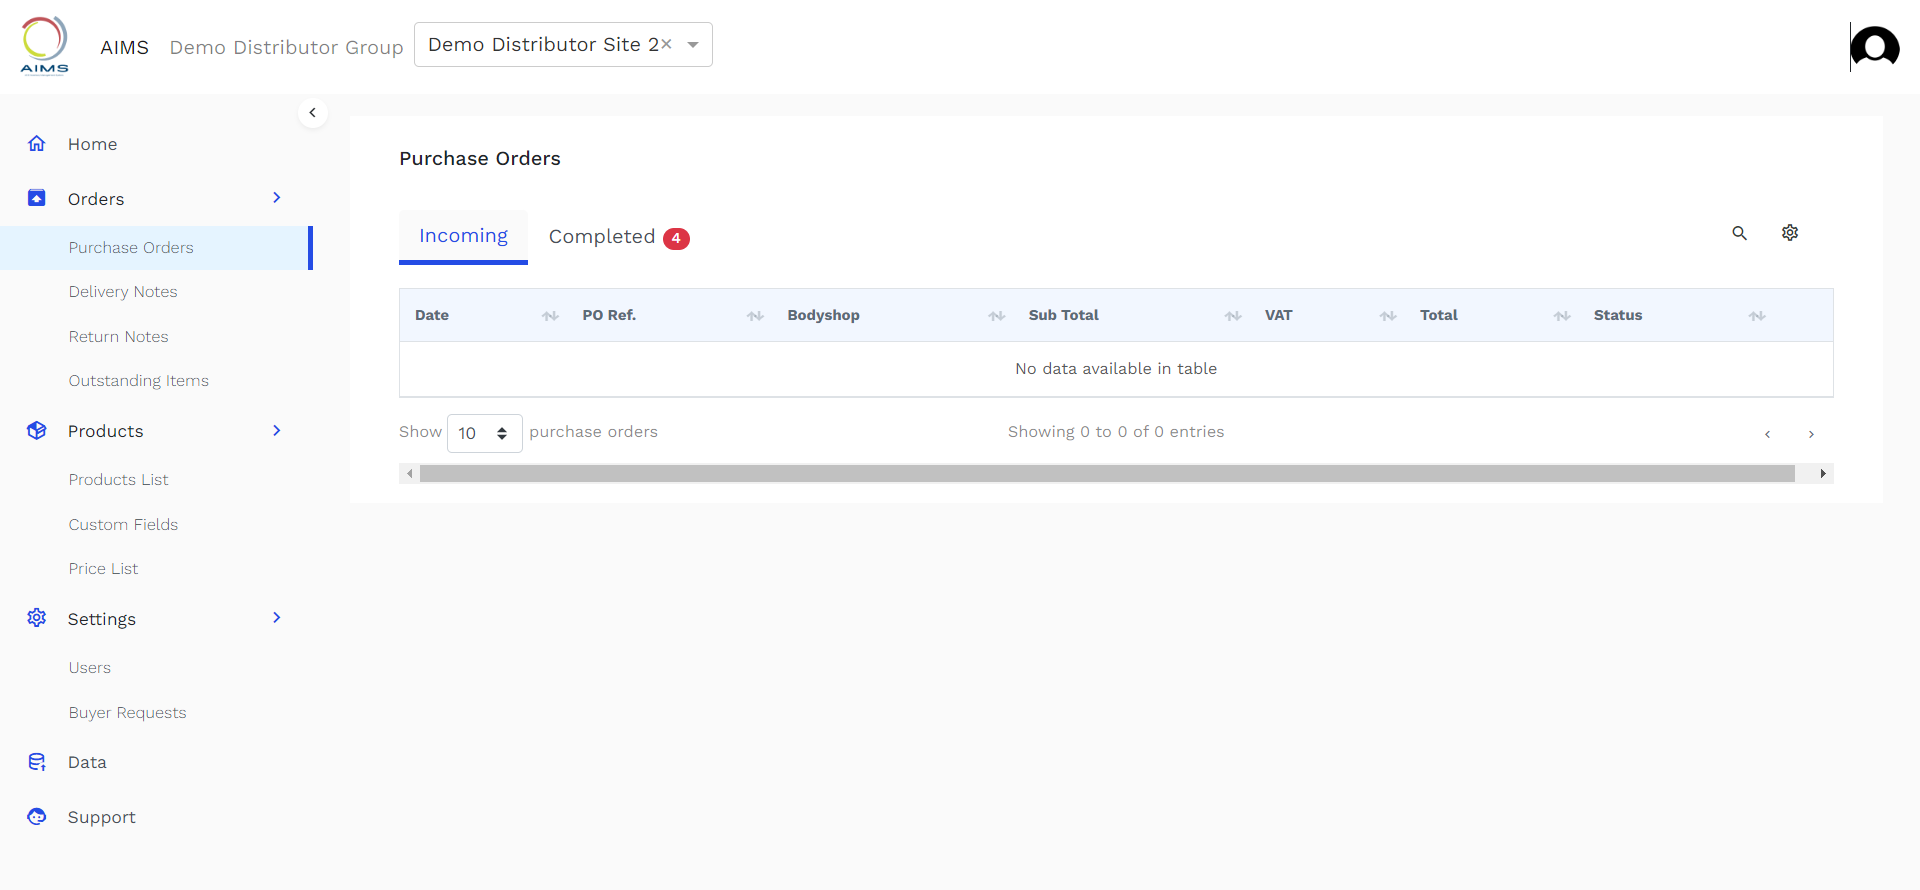 AIMS
AIMS Demo Distributor Group Demo Distributor Site 2×
Home
Orders
Purchase Orders
Delivery Notes
Return Notes
Outstanding Items
Products
Products List
Custom Fields
Price List
Settings
Users
Buyer Requests
Data
Support
Purchase Orders
Incoming Completed 4
Date PO Ref. Bodyshop Sub Total VAT Total Status
No data available in table
Show 10 purchase orders Showing 0 to 0 of 0 entries ‹ ›